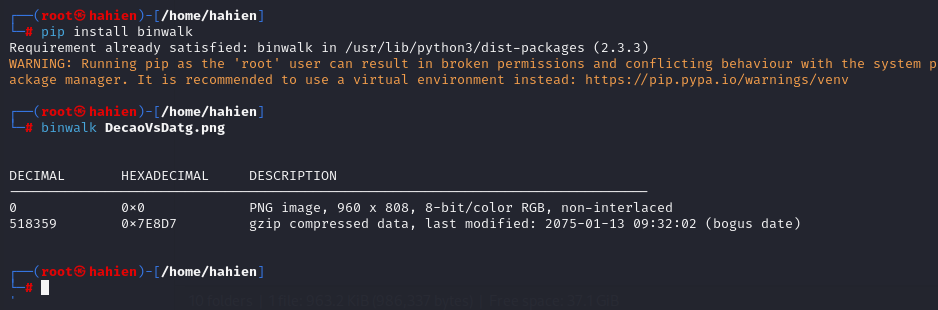 ┌──(root㉿hahien)-[/home/hahien]
└─# pip install binwalk
Requirement already satisfied: binwalk in /usr/lib/python3/dist-packages (2.3.3)
WARNING: Running pip as the 'root' user can result in broken permissions and conflicting behaviour with the system p
ackage manager. It is recommended to use a virtual environment instead: https://pip.pypa.io/warnings/venv
┌──(root㉿hahien)-[/home/hahien]
└─# binwalk DecaoVsDatg.png
DECIMAL       HEXADECIMAL     DESCRIPTION
--------------------------------------------------------------------------------
0             0x0             PNG image, 960 x 808, 8-bit/color RGB, non-interlaced
518359        0x7E8D7         gzip compressed data, last modified: 2075-01-13 09:32:02 (bogus date)
┌──(root㉿hahien)-[/home/hahien]
└─#